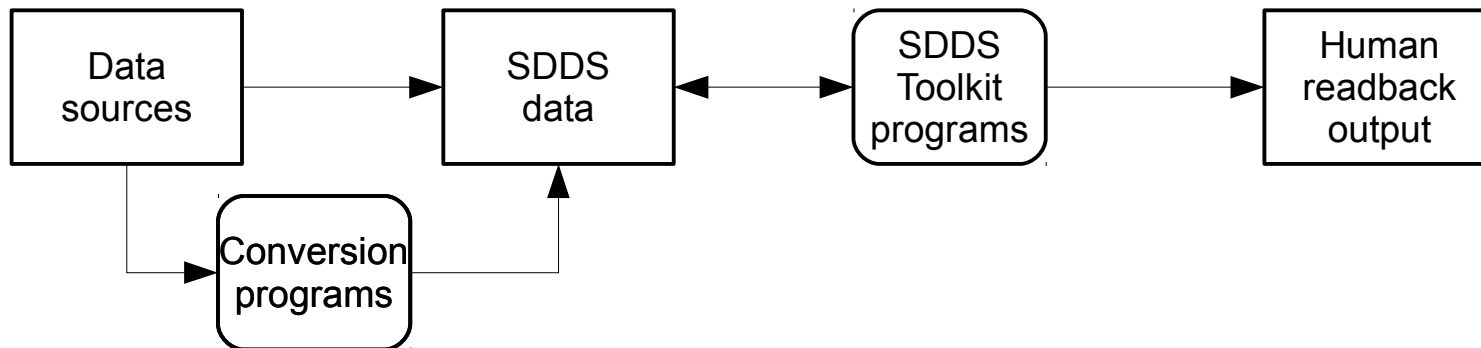 Data
sources
SDDS
data
SDDS
Toolkit
programs
Human
readback
output
Conversion
programs